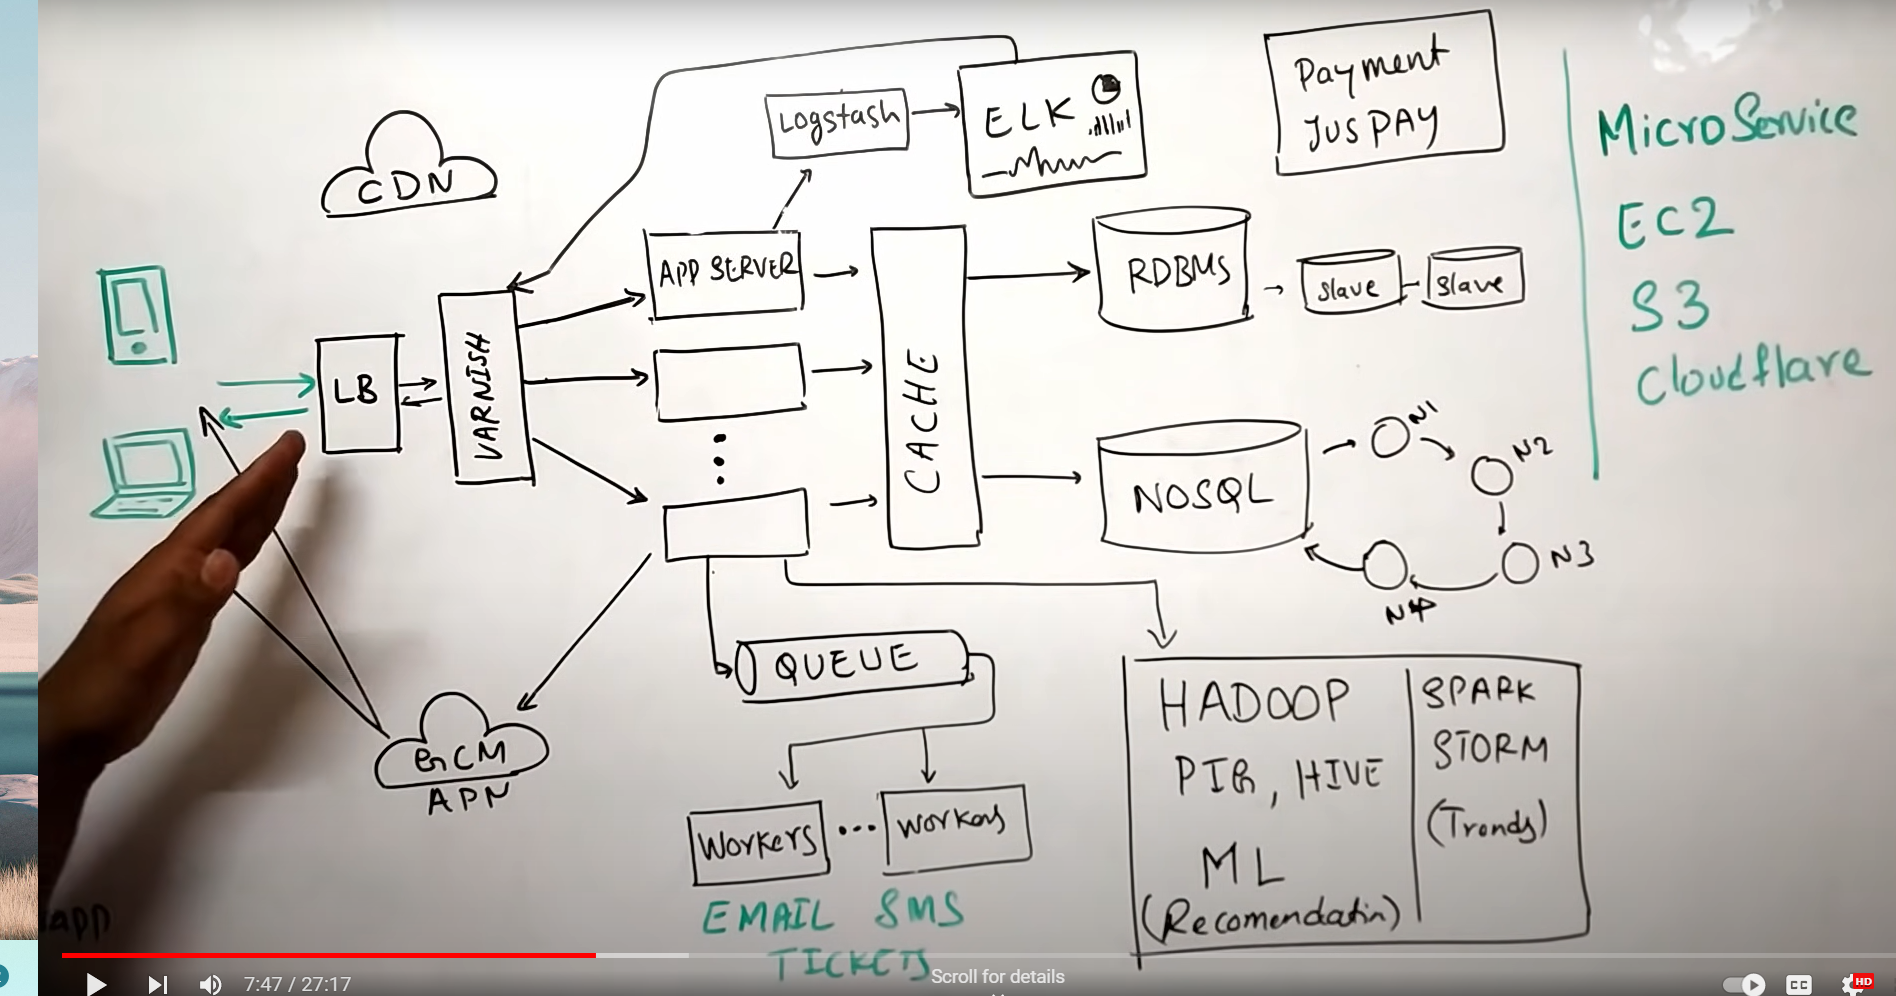 CDN
Logstash
ELK
Payment
JUSPAY
MicroService
EC2
S3
Cloudflare
LB
VARNISH
APP SERVER
CACHE
RDBMS
Slave
Slave
NOSQL
N1
N2
N3
N4
GCM
APN
QUEUE
Workers
...
Workers
EMAIL SMS
TICKETS
HADOOP
PIG, HIVE
ML
(Recomendatin)
SPARK
STORM
(Trends)
app
7:47 / 27:17
Scroll for details
CC
HD